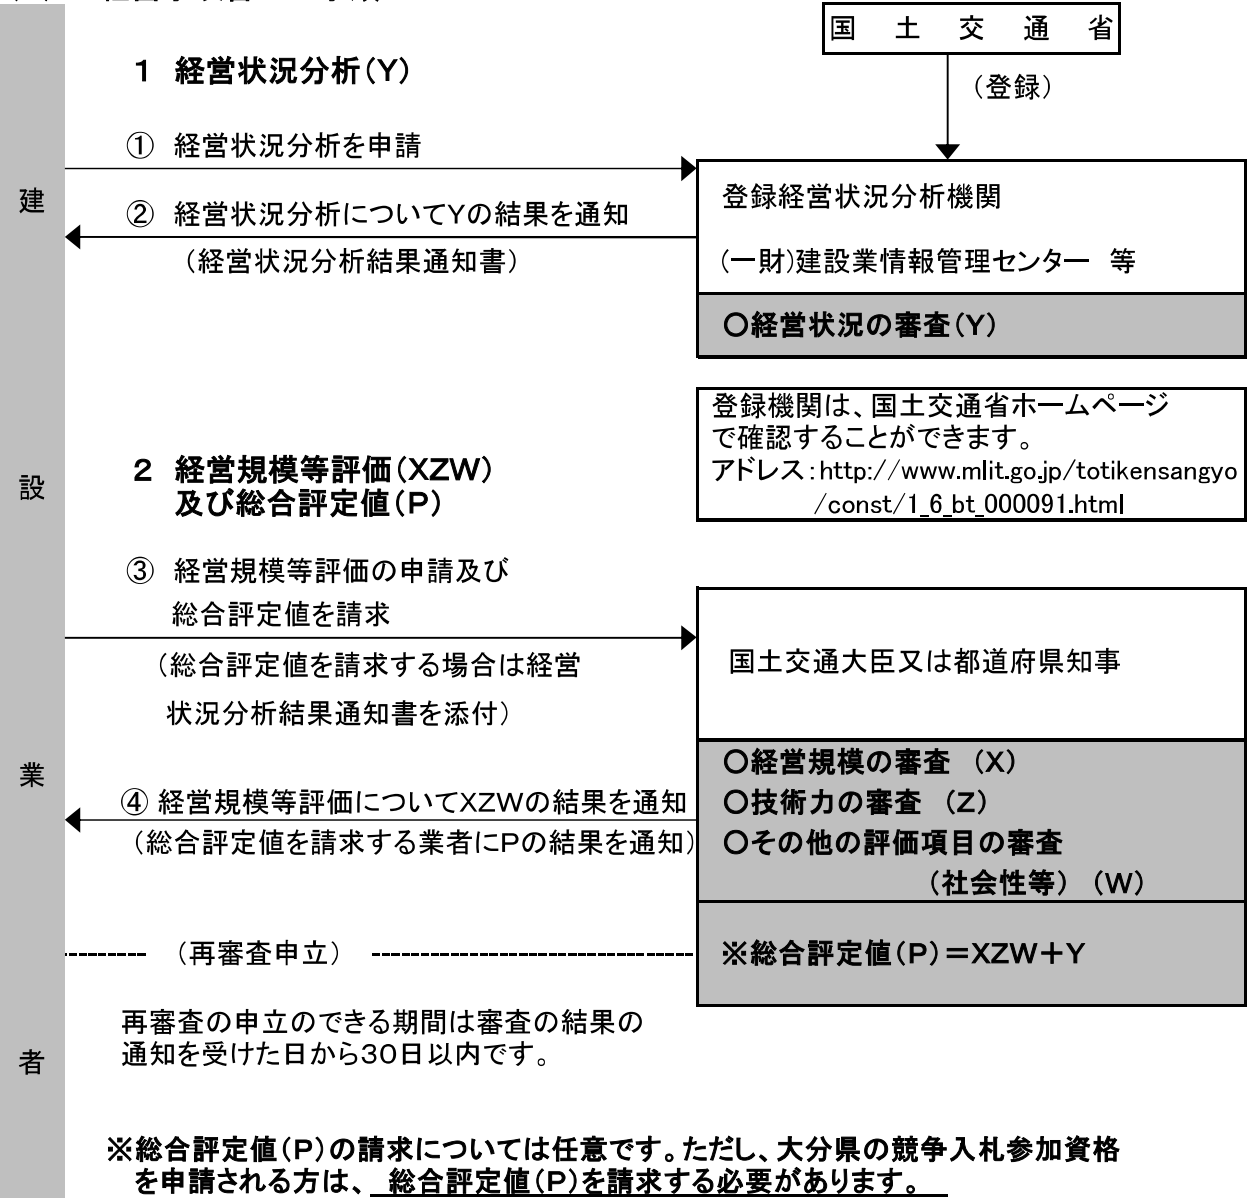 国土交通省
1 経営状況分析(Y)
(登録)
① 経営状況分析を申請
② 経営状況分析についてYの結果を通知
(経営状況分析結果通知書)
登録経営状況分析機関
(一財)建設業情報管理センター 等
〇経営状況の審査(Y)
登録機関は、国土交通省ホームページ
で確認することができます。
アドレス:http://www.mlit.go.jp/totikensangyo
/const/1_6_bt_000091.html
2 経営規模等評価(XZW)
及び総合評定値(P)
③ 経営規模等評価の申請及び
総合評定値を請求
(総合評定値を請求する場合は経営
状況分析結果通知書を添付)
国土交通大臣又は都道府県知事
〇経営規模の審査 (X)
〇技術力の審査 (Z)
〇その他の評価項目の審査
(社会性等) (W)
④ 経営規模等評価についてXZWの結果を通知
(総合評定値を請求する業者にPの結果を通知)
(再審査申立)
※総合評定値(P)=XZW+Y
再審査の申立のできる期間は審査の結果の
通知を受けた日から30日以内です。
建設業者
※総合評定値(P)の請求については任意です。ただし、大分県の競争入札参加資格
を申請される方は、 総合評定値(P)を請求する必要があります。